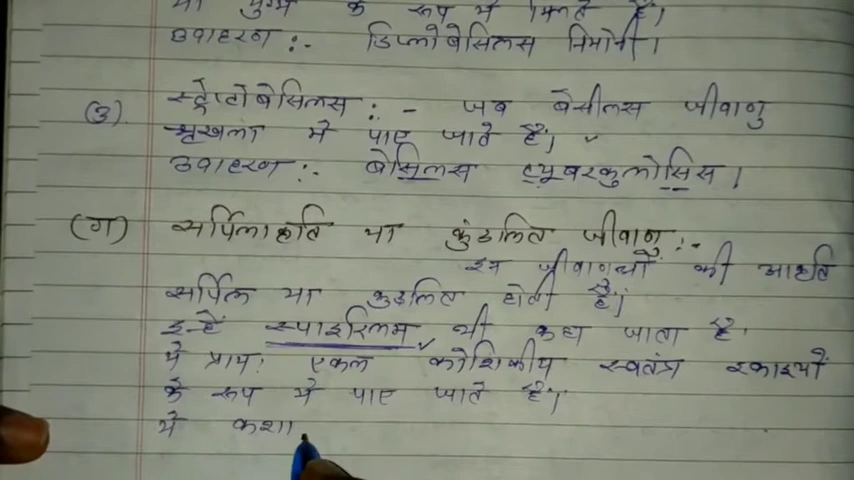 या युग्म के रूप में मिलते हैं।
उदाहरण :- डिप्लोबेसिलस निमोनी।
(3) स्ट्रेप्टोबेसिलस :- जब बेसीलस जीवाणु
श्रृखला में पाए जाते हैं।
उदाहरण :- बेसिलस ट्यूबरकुलोसिस।
(ग) सर्पिलाकृति या कुंडलित जीवाणु :-
इन जीवाणुओं की आकृति
सर्पिल या कुंडलित होती है।
इन्हें स्पाइरिलम भी कहा जाता है
ये प्राय: एकल कोशिकीय स्वतंत्र इकाइयों
के रूप में पाए जाते हैं।
ये कशा